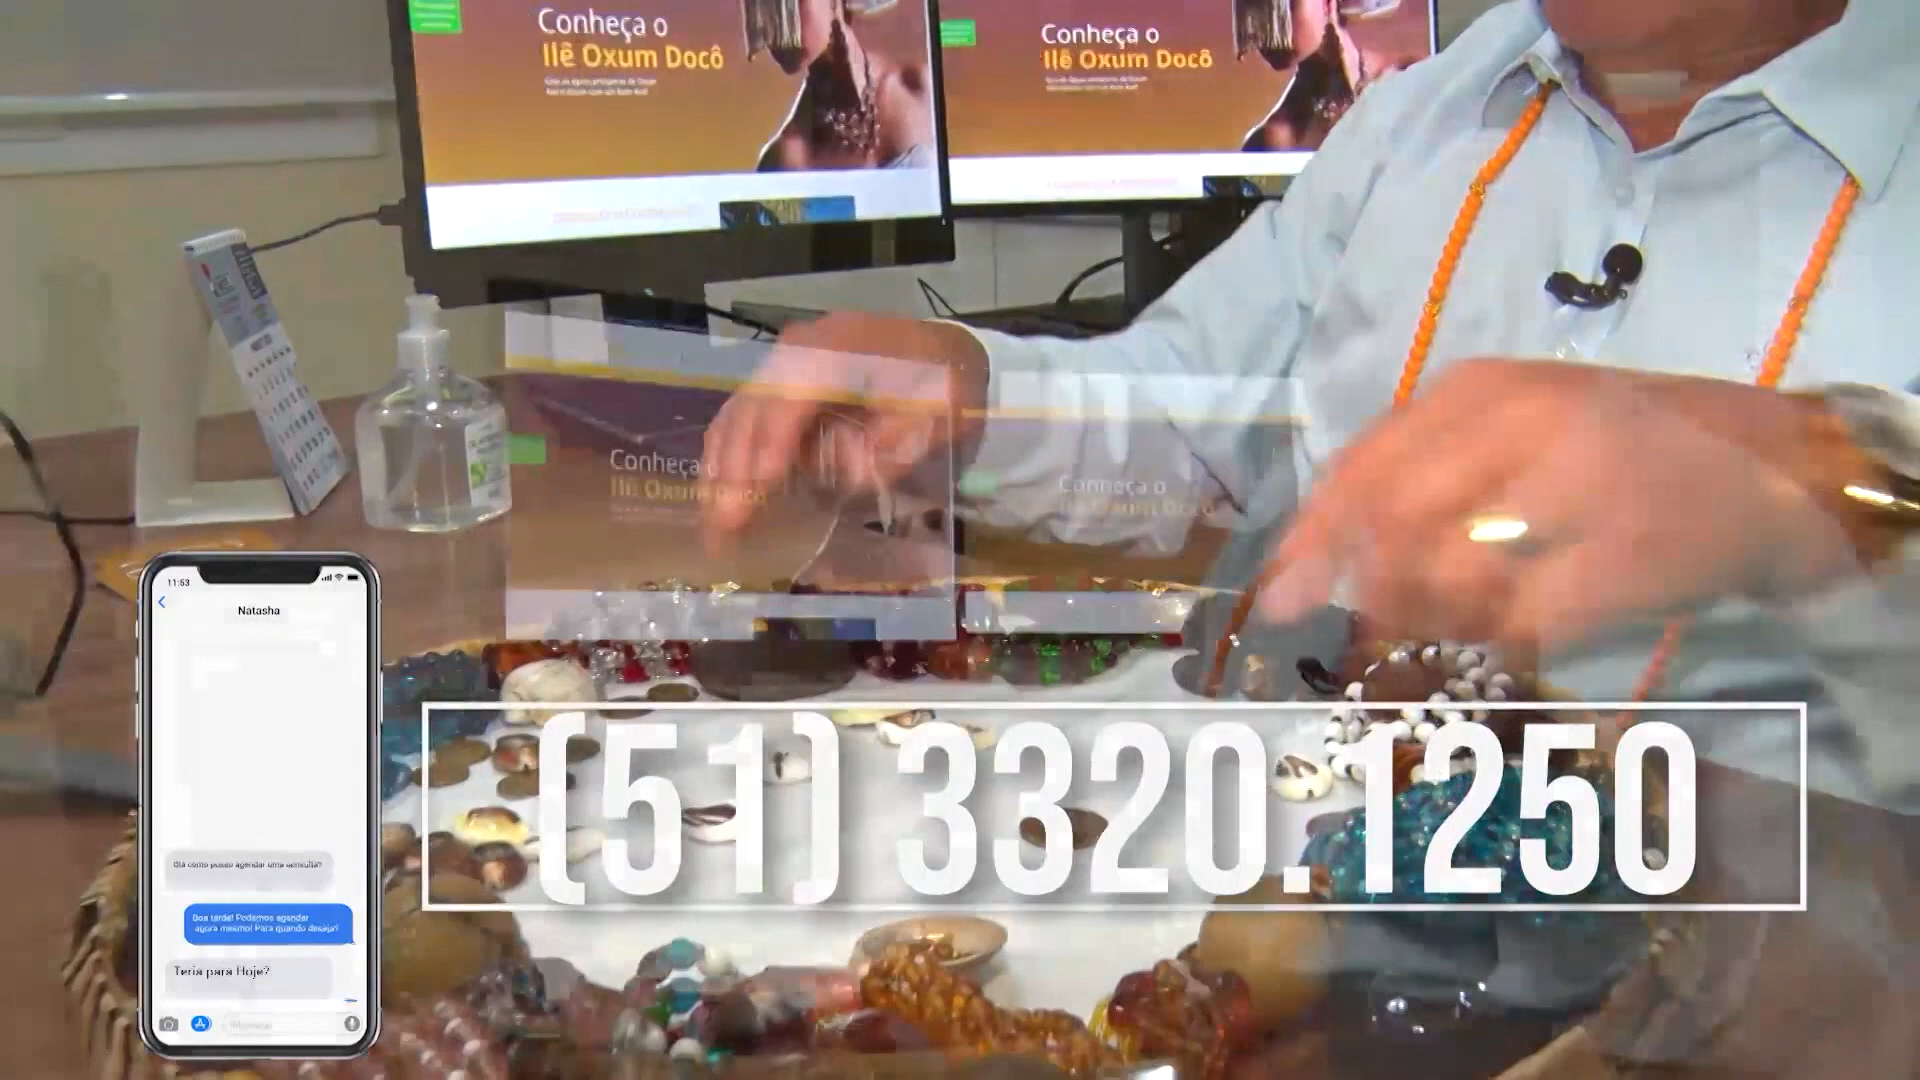 Conheça o
Ilê Oxum Docô
Conheça o
Ilê Oxum Docô
Conheça o
Ilê Oxum Docô
Conheça o
Ilê Oxum Docô
11:53
Natasha
Olá como posso agendar uma consulta?
Boa tarde! Podemos agendar
agora mesmo! Para quando deseja?
Teria para Hoje?
iMessage
(51) 3320.1250